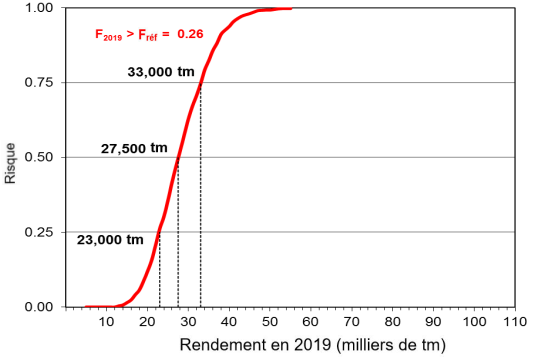 1.00
F2019 > Fréf = 0.26
33,000 tm
0.75
27,500 tm
0.50
Risque
0.25
23,000 tm
0.00
10 20 30 40 50 60 70 80 90 100 110
Rendement en 2019 (milliers de tm)